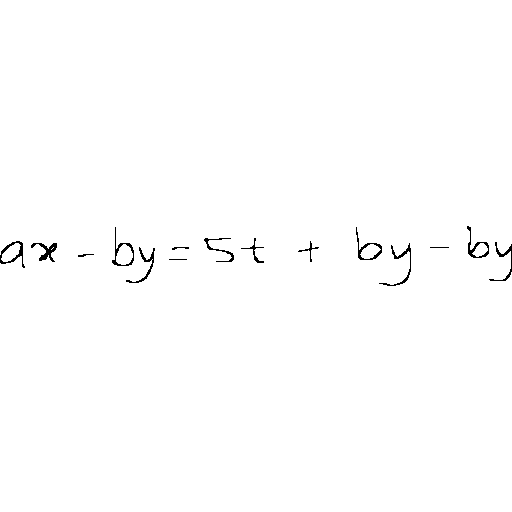 ax - by = 5t + by - by